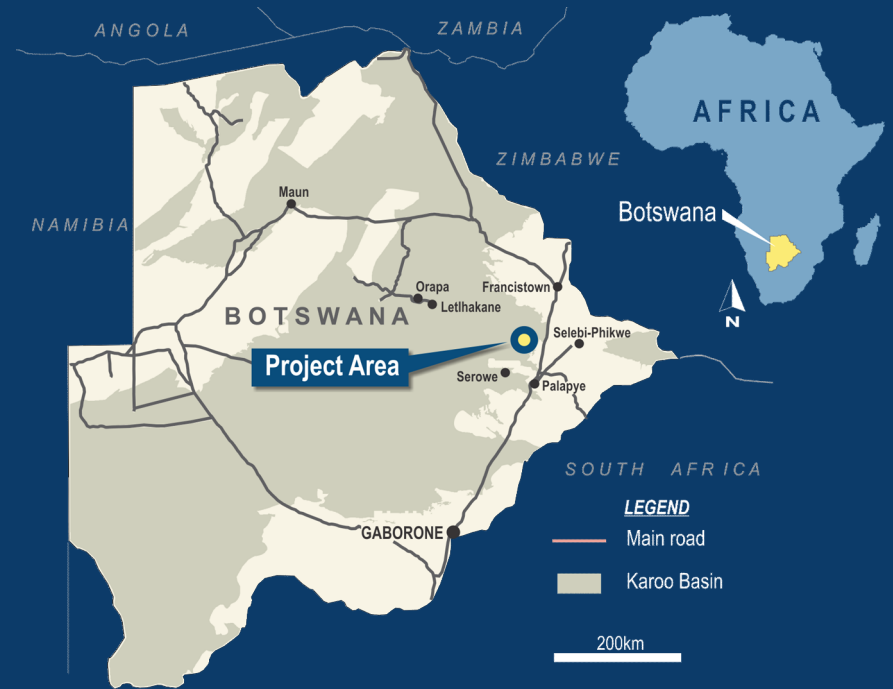 ANGOLA
ZAMBIA
AFRICA
ZIMBABWE
Maun
NAMIBIA
Botswana
Orapa
Francistown
Letlhakane
BOTSWANA
N
Selebi-Phikwe
Project Area
Serowe
Palapye
SOUTH AFRICA
LEGEND
GABORONE
Main road
Karoo Basin
200km